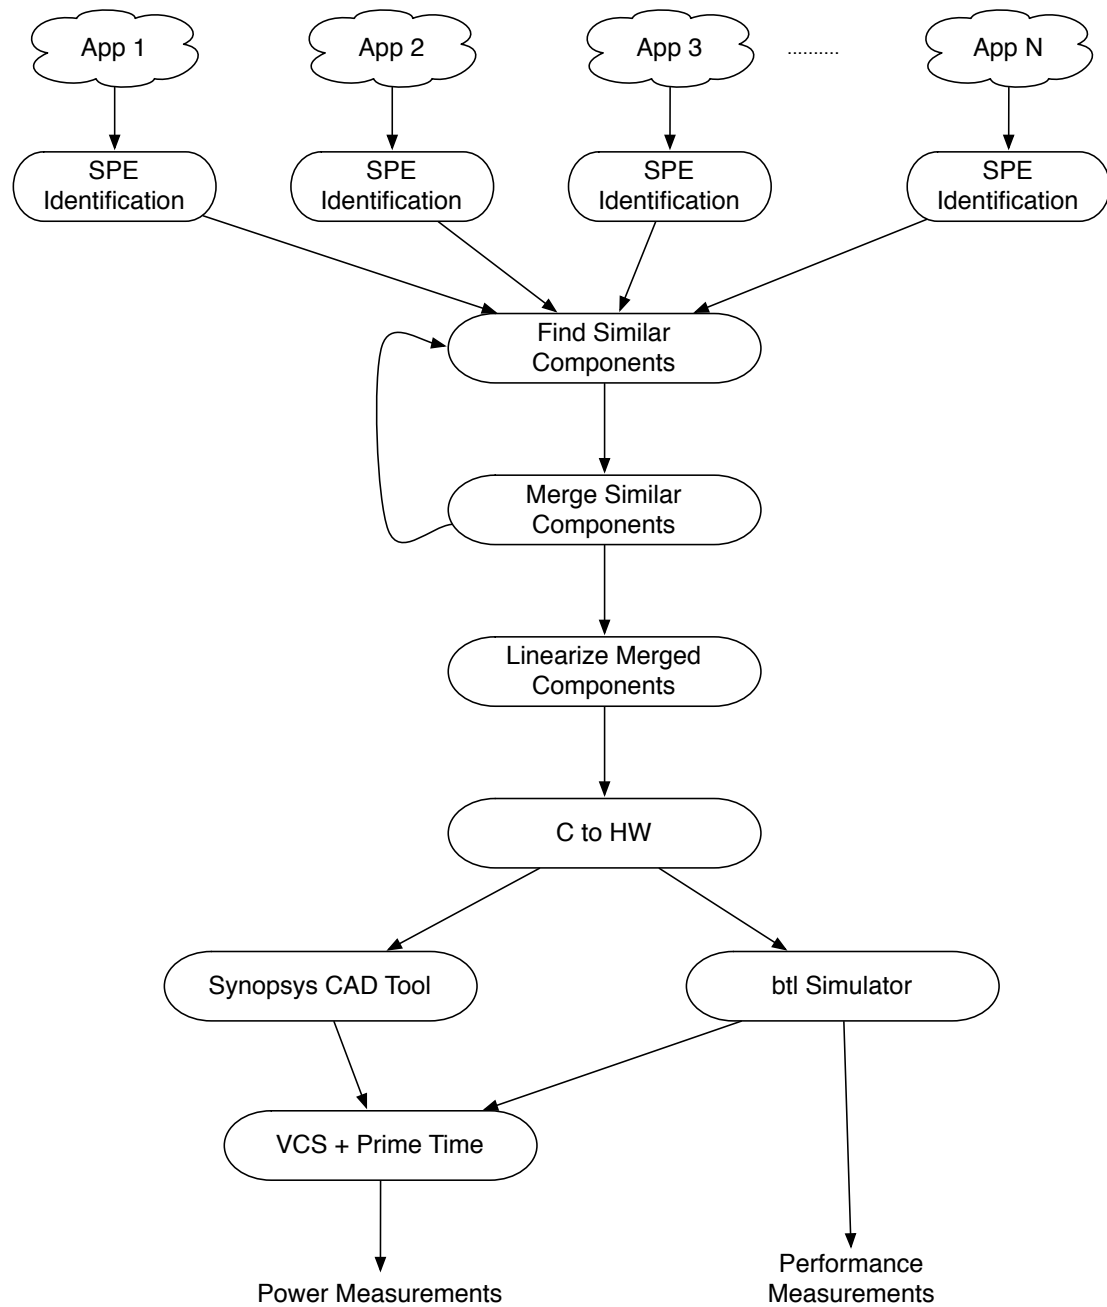 App 1
App 2
App 3
..........
App N
SPE
Identification
SPE
Identification
SPE
Identification
SPE
Identification
Find Similar
Components
Merge Similar
Components
Linearize Merged
Components
C to HW
Synopsys CAD Tool
btl Simulator
VCS + Prime Time
Power Measurements
Performance
Measurements